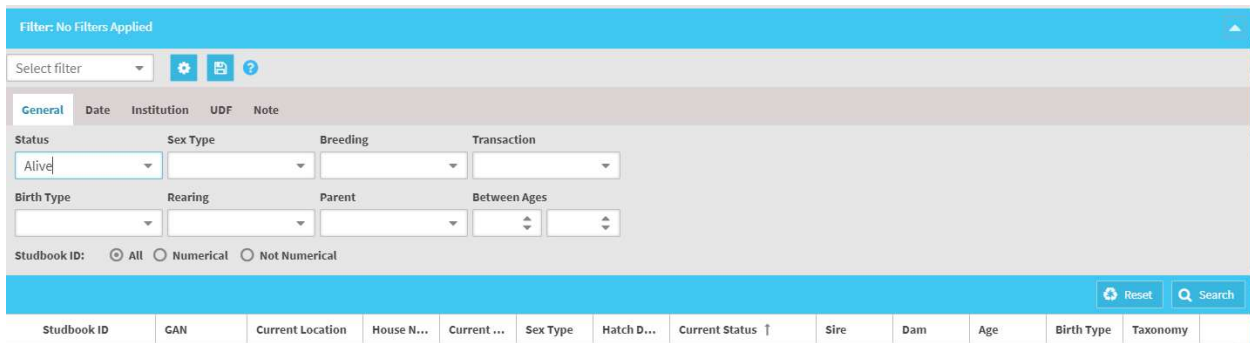 Filter: No Filters Applied
Select filter
General Date Institution UDF Note
Status Sex Type Breeding Transaction
Alive
Birth Type Rearing Parent Between Ages
Studbook ID: All Numerical Not Numerical
Reset Search
Studbook ID GAN Current Location House N... Current ... Sex Type Hatch D... Current Status ↑ Sire Dam Age Birth Type Taxonomy